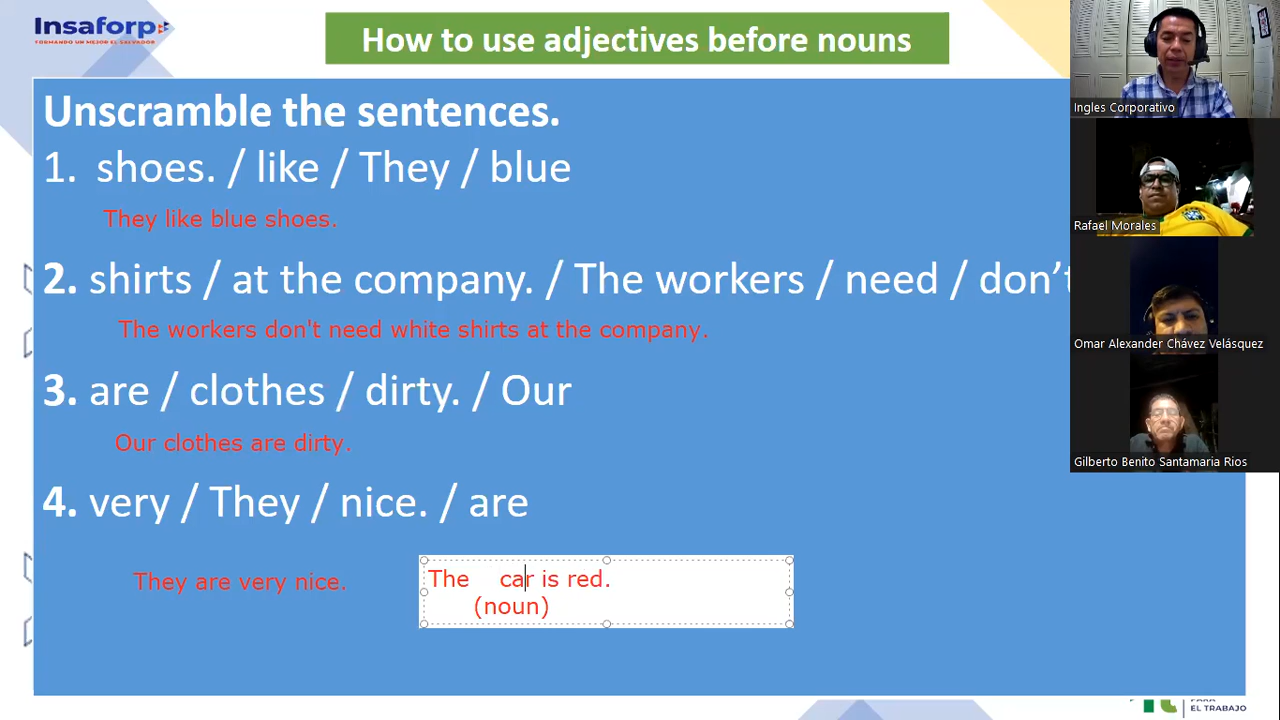 Insaforp
FORMANDO UN MEJOR EL SALVADOR
How to use adjectives before nouns
Unscramble the sentences.
1. shoes. / like / They / blue
They like blue shoes.
2. shirts / at the company. / The workers / need / don't
The workers don't need white shirts at the company.
3. are / clothes / dirty. / Our
Our clothes are dirty.
4. very / They / nice. / are
They are very nice.
The car is red.
(noun)
Ingles Corporativo
Rafael Morales
Omar Alexander Chávez Velásquez
Gilberto Benito Santamaria Rios
EL TRABAJO